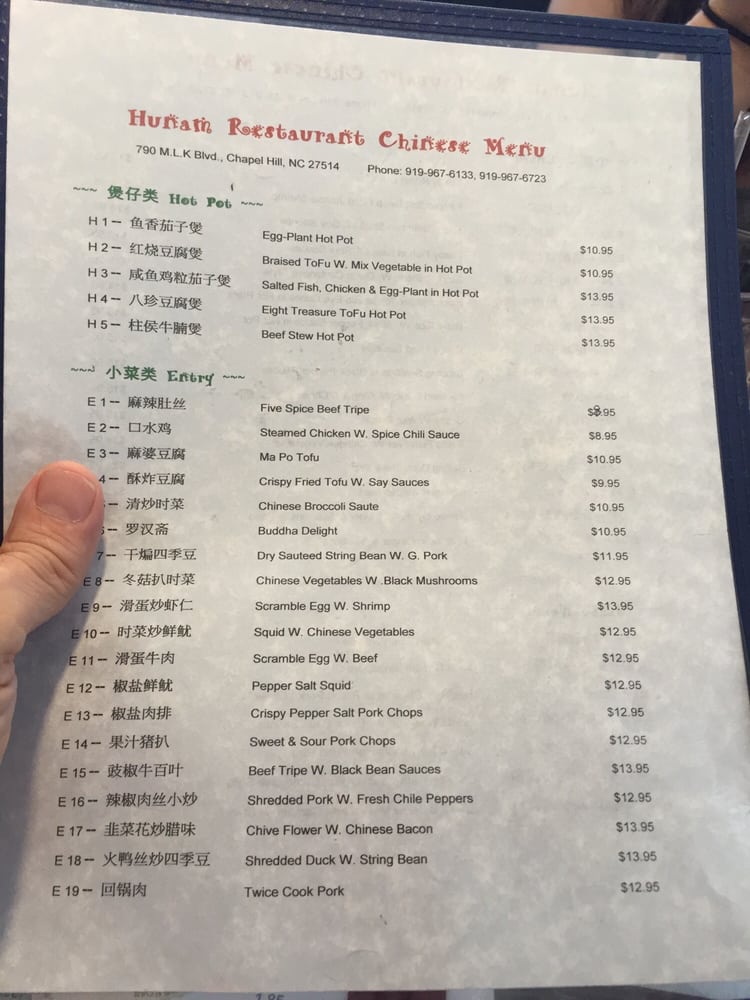 Hunam Restaurant Chinese Menu
790 M.L.K Blvd., Chapel Hill, NC 27514 Phone: 919-967-6133, 919-967-6723
~~~ 煲仔类 Hot Pot ~~~
H 1-- 鱼香茄子煲 Egg-Plant Hot Pot $10.95
H 2-- 红烧豆腐煲 Braised ToFu W. Mix Vegetable in Hot Pot $10.95
H 3-- 咸鱼鸡粒茄子煲 Salted Fish, Chicken & Egg-Plant in Hot Pot $13.95
H 4-- 八珍豆腐煲 Eight Treasure ToFu Hot Pot $13.95
H 5-- 柱侯牛腩煲 Beef Stew Hot Pot $13.95
~~~ 小菜类 Entry ~~~
E 1-- 麻辣肚丝 Five Spice Beef Tripe $8.95
E 2-- 口水鸡 Steamed Chicken W. Spice Chili Sauce $8.95
E 3-- 麻婆豆腐 Ma Po Tofu $10.95
4-- 酥炸豆腐 Crispy Fried Tofu W. Say Sauces $9.95
-- 清炒时菜 Chinese Broccoli Saute $10.95
-- 罗汉斋 Buddha Delight $10.95
7-- 干煸四季豆 Dry Sauteed String Bean W. G. Pork $11.95
E 8-- 冬菇扒时菜 Chinese Vegetables W .Black Mushrooms $12.95
E 9-- 滑蛋炒虾仁 Scramble Egg W. Shrimp $13.95
E 10-- 时菜炒鲜鱿 Squid W. Chinese Vegetables $12.95
E 11-- 滑蛋牛肉 Scramble Egg W. Beef $12.95
E 12-- 椒盐鲜鱿 Pepper Salt Squid $12.95
E 13-- 椒盐肉排 Crispy Pepper Salt Pork Chops $12.95
E 14-- 果汁猪扒 Sweet & Sour Pork Chops $12.95
E 15-- 豉椒牛百叶 Beef Tripe W. Black Bean Sauces $13.95
E 16-- 辣椒肉丝小炒 Shredded Pork W. Fresh Chile Peppers $12.95
E 17-- 韭菜花炒腊味 Chive Flower W. Chinese Bacon $13.95
E 18-- 火鸭丝炒四季豆 Shredded Duck W. String Bean $13.95
E 19-- 回锅肉 Twice Cook Pork $12.95